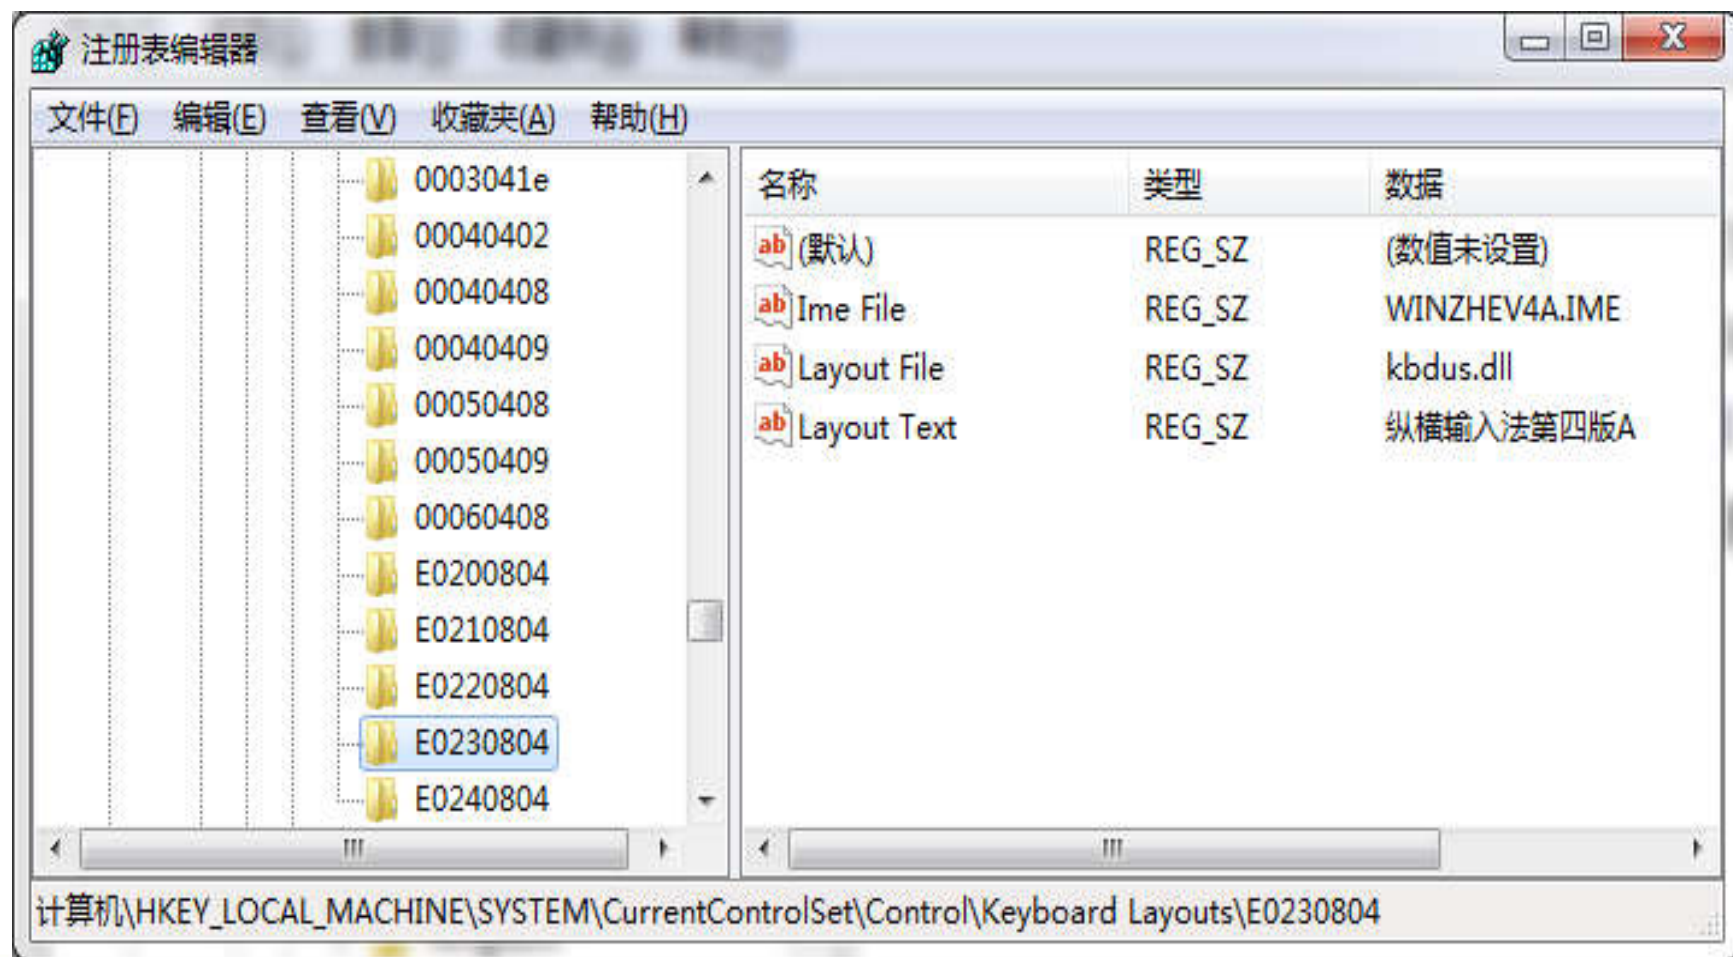 注册表编辑器
文件(F) 编辑(E) 查看(V) 收藏夹(A) 帮助(H)
0003041e
00040402
00040408
00040409
00050408
00050409
00060408
E0200804
E0210804
E0220804
E0230804
E0240804
名称 类型 数据
(默认) REG_SZ (数值未设置)
Ime File REG_SZ WINZHEV4A.IME
Layout File REG_SZ kbdus.dll
Layout Text REG_SZ 纵横输入法第四版A
计算机\HKEY_LOCAL_MACHINE\SYSTEM\CurrentControlSet\Control\Keyboard Layouts\E0230804